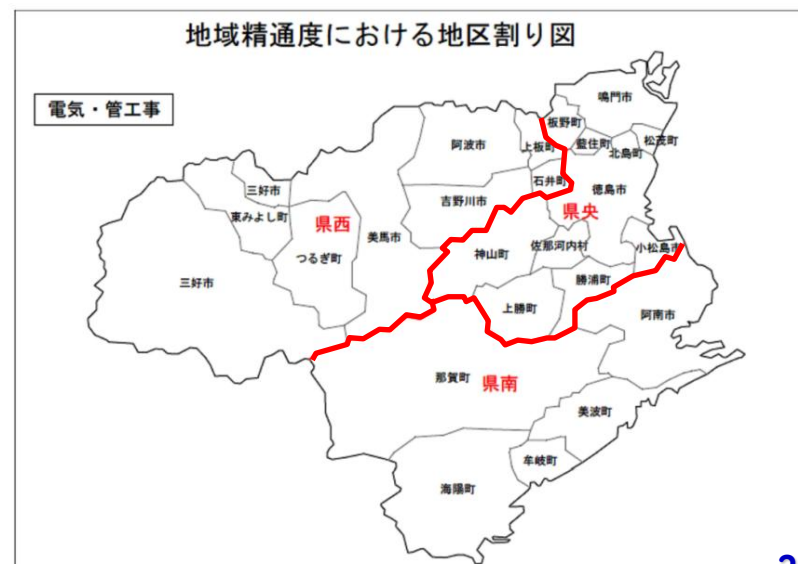 地域精通度における地区割り図
電気・管工事
鳴門市
板野町
松茂町
藍住町
北島町
上板町
阿波市
石井町
徳島市
三好市
吉野川市
県央
東みよし町
県西
美馬市
小松島市
佐那河内村
神山町
つるぎ町
勝浦町
三好市
上勝町
阿南市
那賀町
県南
美波町
牟岐町
海陽町